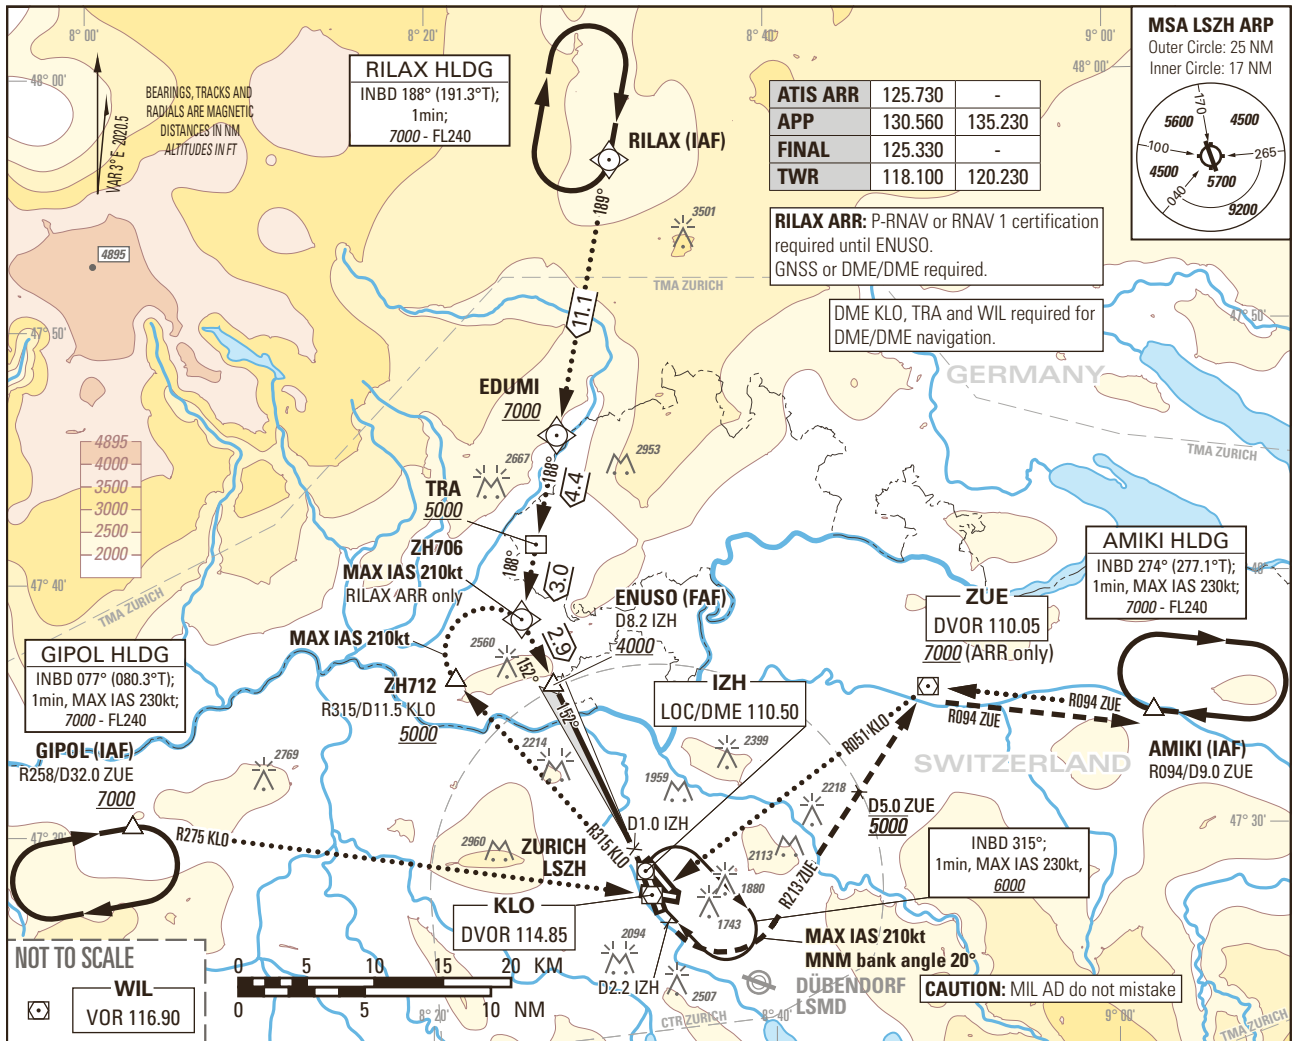 8° 00'
8° 20'
8° 40'
9° 00'
48° 00'
48° 00'
MSA LSZH ARP
Outer Circle: 25 NM
Inner Circle: 17 NM
170
5600
4500
100
265
4500
5700
040
9200
VAR 3° E 2020.5
BEARINGS, TRACKS AND
RADIALS ARE MAGNETIC
DISTANCES IN NM
ALTITUDES IN FT
RILAX HLDG
INBD 188° (191.3°T);
1min;
7000 - FL240
RILAX (IAF)
ATIS ARR 125.730 -
APP 130.560 135.230
FINAL 125.330 -
TWR 118.100 120.230
RILAX ARR: P-RNAV or RNAV 1 certification
required until ENUSO.
GNSS or DME/DME required.
DME KLO, TRA and WIL required for
DME/DME navigation.
189°
3501
4895
TMA ZURICH
47° 50'
47° 50'
11.1
GERMANY
EDUMI
7000
4895
4000
3500
3000
2500
2000
2667
2953
188°
4.4
TMA ZURICH
TRA
5000
ZH706
MAX IAS 210kt
RILAX ARR only
188°
3.0
47° 40'
TMA ZURICH
ENUSO (FAF)
D8.2 IZH
4000
AMIKI HLDG
INBD 274° (277.1°T);
1min, MAX IAS 230kt;
7000 - FL240
ZUE
DVOR 110.05
7000 (ARR only)
MAX IAS 210kt
2560
2.9
152°
152°
GIPOL HLDG
INBD 077° (080.3°T);
1min, MAX IAS 230kt;
7000 - FL240
ZH712
R315/D11.5 KLO
5000
IZH
LOC/DME 110.50
R094 ZUE
R094 ZUE
AMIKI (IAF)
R094/D9.0 ZUE
GIPOL (IAF)
R258/D32.0 ZUE
7000
2769
2214
2399
1959
R051 KLO
SWITZERLAND
2218
D5.0 ZUE
5000
47° 30'
47° 30'
R275 KLO
R315 KLO
D1.0 IZH
2960
ZURICH
LSZH
2113
R213 ZUE
INBD 315°;
1min, MAX IAS 230kt,
6000
1880
1743
KLO
DVOR 114.85
MAX IAS 210kt
MNM bank angle 20°
NOT TO SCALE
WIL
VOR 116.90
0 5 10 15 20 KM
0 5 10 NM
2094
D2.2 IZH
2507
DÜBENDORF
LSMD
CAUTION: MIL AD do not mistake
8° 20'
CTR ZURICH
8° 40'
9° 00'
TMA ZURICH